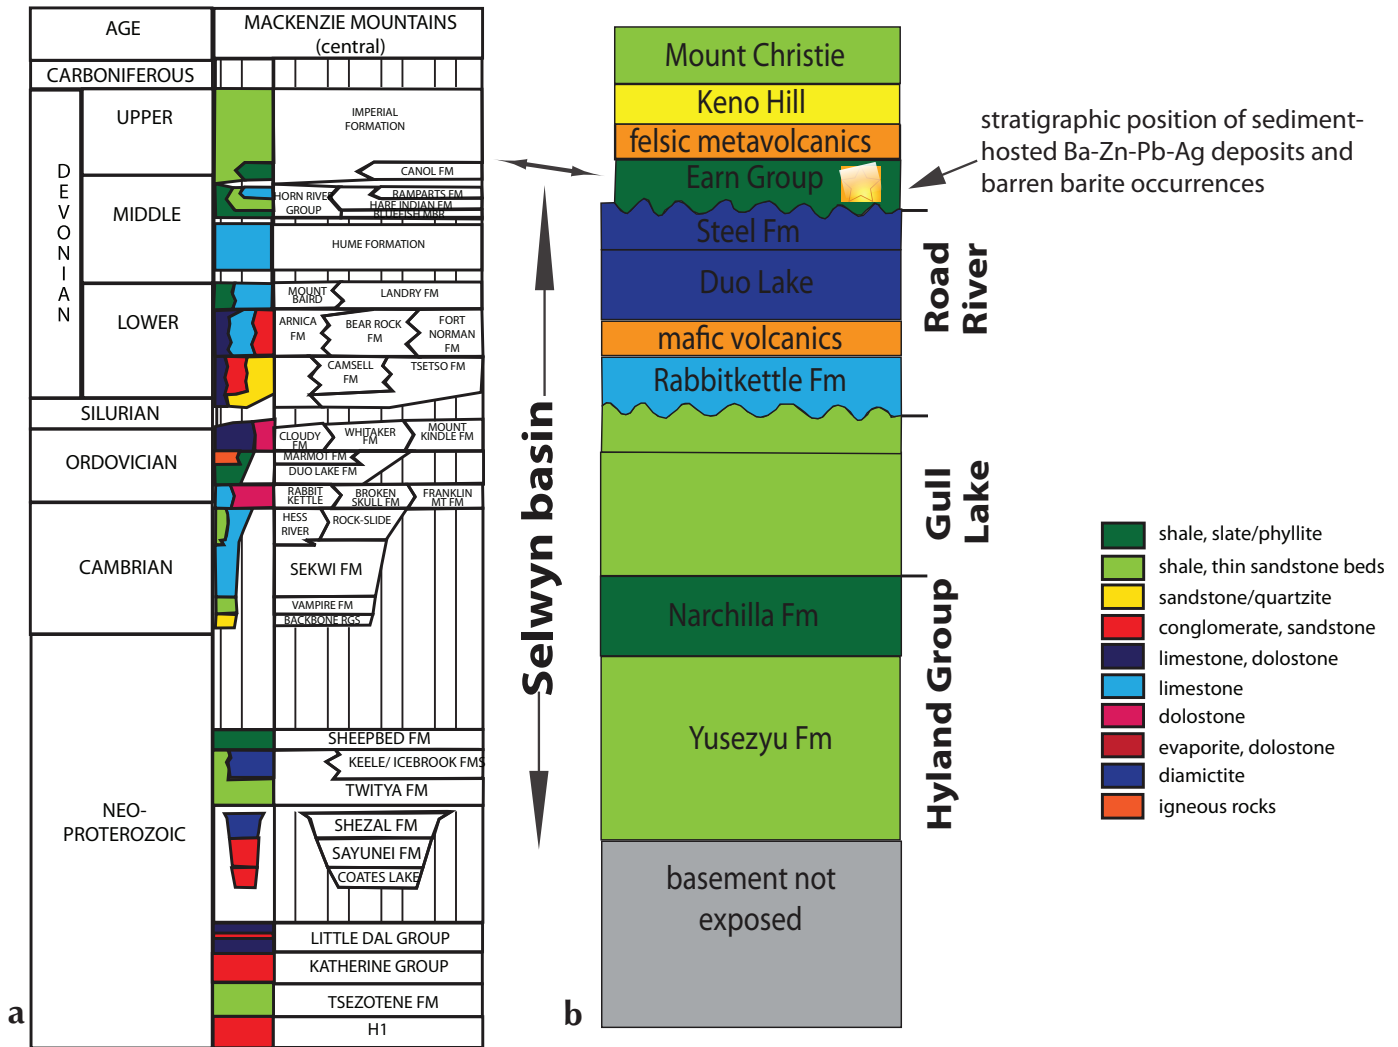 AGE
MACKENZIE MOUNTAINS
(central)
CARBONIFEROUS
DEVONIAN
UPPER
IMPERIAL
FORMATION
CANOL FM
MIDDLE
HORN RIVER
GROUP
RAMPARTS FM
HARE INDIAN FM
BLUEFISH MBR
HUME FORMATION
LOWER
MOUNT
BAIRD
LANDRY FM
ARNICA
FM
BEAR ROCK
FM
FORT
NORMAN
FM
CAMSELL
FM
TSETSO FM
SILURIAN
ORDOVICIAN
CLOUDY
FM
WHITAKER
FM
MOUNT
KINDLE FM
MARMOT FM
DUO LAKE FM
RABBIT
KETTLE
BROKEN
SKULL FM
FRANKLIN
MT FM
CAMBRIAN
HESS
RIVER
ROCK-SLIDE
SEKWI FM
VAMPIRE FM
BACKBONE RGS
NEO-
PROTEROZOIC
SHEEPBED FM
KEELE/ ICEBROOK FMS
TWITYA FM
SHEZAL FM
SAYUNEI FM
COATES LAKE
LITTLE DAL GROUP
KATHERINE GROUP
TSEZOTENE FM
H1
a
Selwyn basin
Mount Christie
Keno Hill
felsic metavolcanics
Earn Group
Steel Fm
Duo Lake
mafic volcanics
Rabbitkettle Fm
Narchilla Fm
Yusezyu Fm
basement not
exposed
b
stratigraphic position of sediment-
hosted Ba-Zn-Pb-Ag deposits and
barren barite occurrences
Road
River
Gull
Lake
Hyland Group
shale, slate/phyllite
shale, thin sandstone beds
sandstone/quartzite
conglomerate, sandstone
limestone, dolostone
limestone
dolostone
evaporite, dolostone
diamictite
igneous rocks